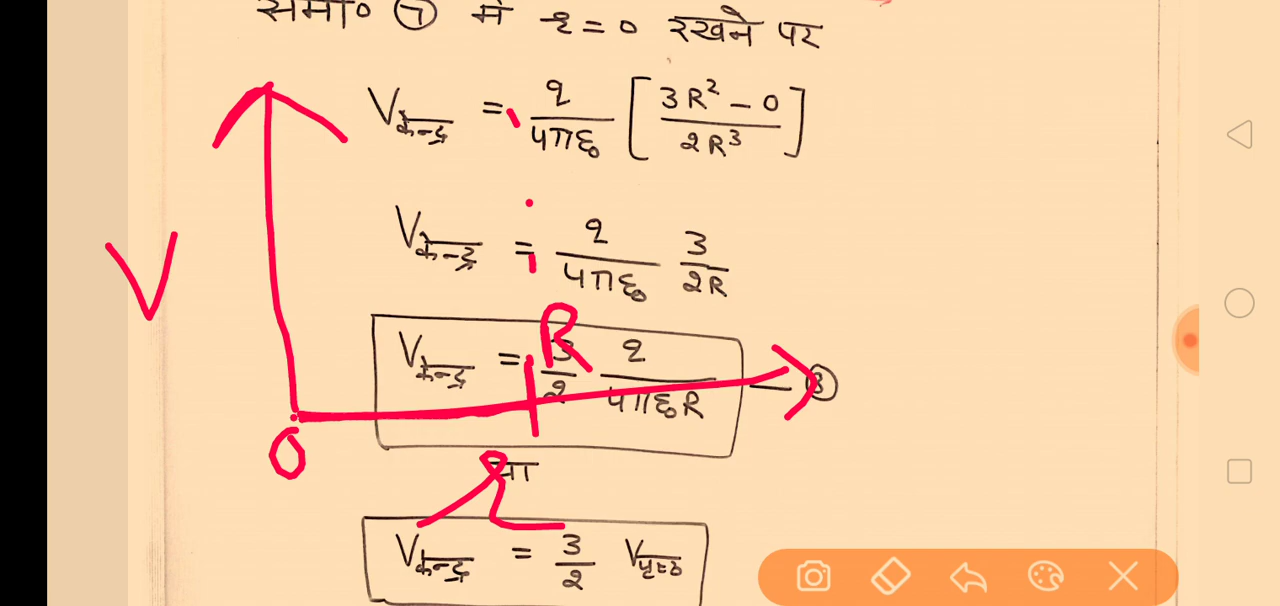 समी० ⑦ में r = 0 रखने पर
V केन्द्र = q / 4πε₀ [ 3R² − 0 / 2R³ ]
V केन्द्र = q / 4πε₀ 3 / 2R
V
R
V केन्द्र = 3 / 2 q / 4πε₀R — ⑧
O
या
r
V केन्द्र = 3 / 2 V पृष्ठ